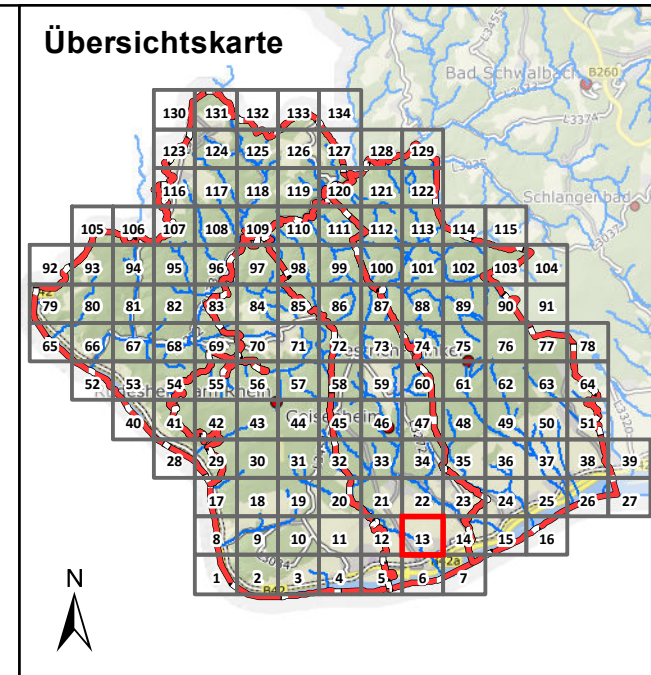 Übersichtskarte
Bad Schwalbach
B260
L3455
L3374
L3035
Schlangenbad
L3037
130 131 132 133 134
123 124 125 126 127 128 129
116 117 118 119 120 121 122
105 106 107 108 109 110 111 112 113 114 115
92 93 94 95 96 97 98 99 100 101 102 103 104
79 80 81 82 83 84 85 86 87 88 89 90 91
65 66 67 68 69 70 71 72 73 74 75 76 77 78
52 53 54 55 56 57 58 59 60 61 62 63 64
40 41 42 43 44 45 46 47 48 49 50 51
Geisenheim
L3320
28 29 30 31 32 33 34 35 36 37 38 39
17 18 19 20 21 22 23 24 25 26 27
8 9 10 11 12 13 14 15 16
L3034
1 2 3 4 5 6 7
B42
N